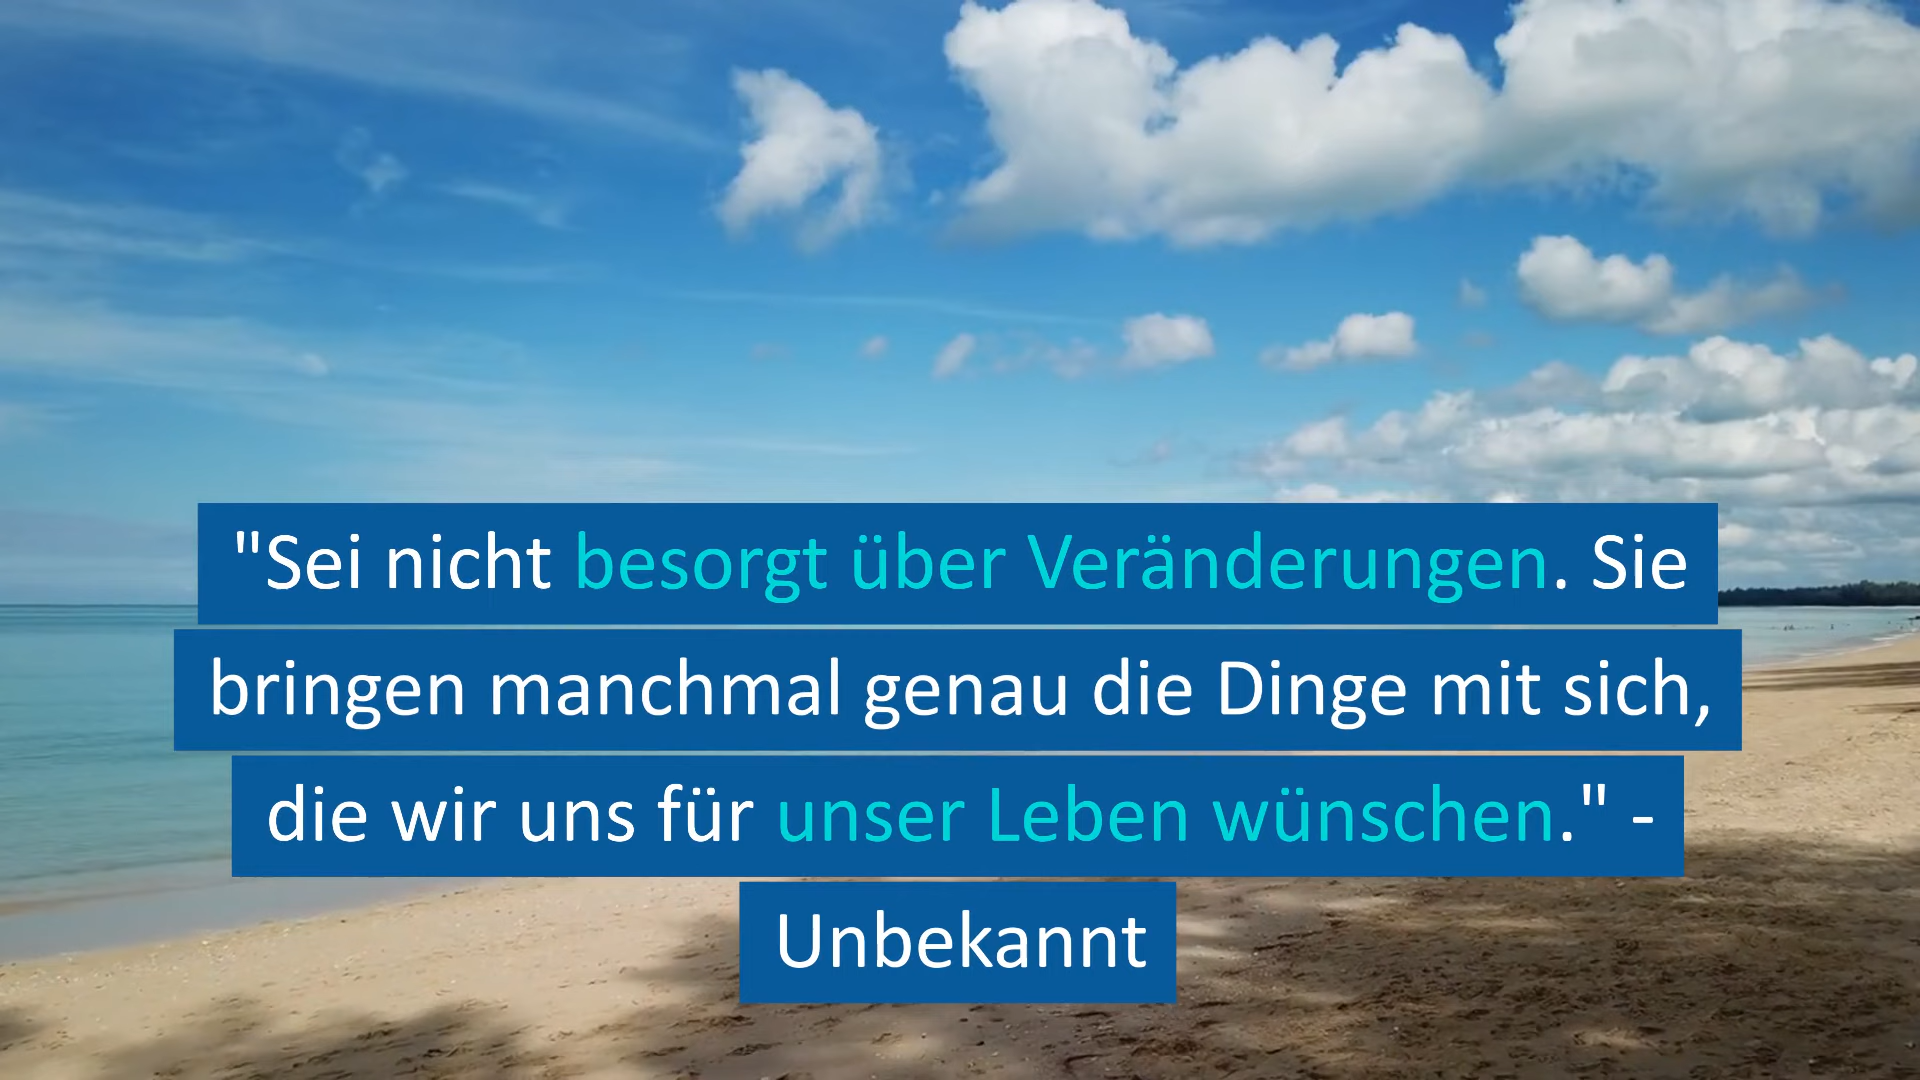 "Sei nicht besorgt über Veränderungen. Sie
bringen manchmal genau die Dinge mit sich,
die wir uns für unser Leben wünschen." -
Unbekannt